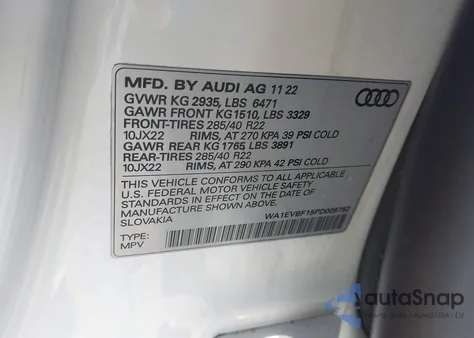 MFD. BY AUDI AG 11 22
GVWR KG 2935, LBS 6471
GAWR FRONT KG 1510, LBS 3329
FRONT-TIRES 285/40 R22
10JX22 RIMS, AT 270 KPA 39 PSI COLD
GAWR REAR KG 1765 LBS 3891
REAR-TIRES 285/40 R22
10JX22 RIMS, AT 290 KPA 42 PSI COLD
THIS VEHICLE CONFORMS TO ALL APPLICABLE
U.S. FEDERAL MOTOR VEHICLE SAFETY
STANDARDS IN EFFECT ON THE DATE OF
MANUFACTURE SHOWN ABOVE.
SLOVAKIA
TYPE:
MPV
autaSnap